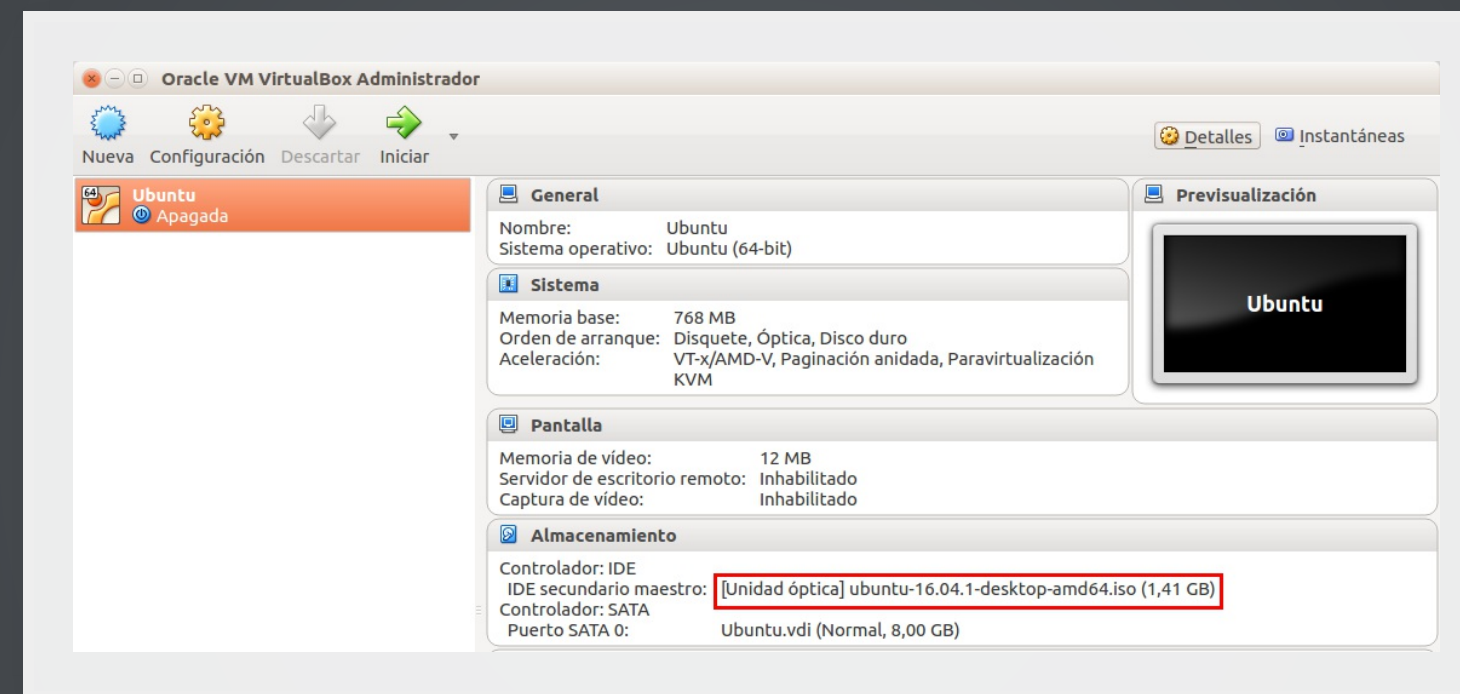 Oracle VM VirtualBox Administrador
Nueva Configuración Descartar Iniciar
Detalles Instantáneas
64
Ubuntu
Apagada
General
Nombre: Ubuntu
Sistema operativo: Ubuntu (64-bit)
Sistema
Memoria base: 768 MB
Orden de arranque: Disquete, Óptica, Disco duro
Aceleración: VT-x/AMD-V, Paginación anidada, Paravirtualización
KVM
Previsualización
Ubuntu
Pantalla
Memoria de vídeo: 12 MB
Servidor de escritorio remoto: Inhabilitado
Captura de vídeo: Inhabilitado
Almacenamiento
Controlador: IDE
IDE secundario maestro: [Unidad óptica] ubuntu-16.04.1-desktop-amd64.iso (1,41 GB)
Controlador: SATA
Puerto SATA 0: Ubuntu.vdi (Normal, 8,00 GB)